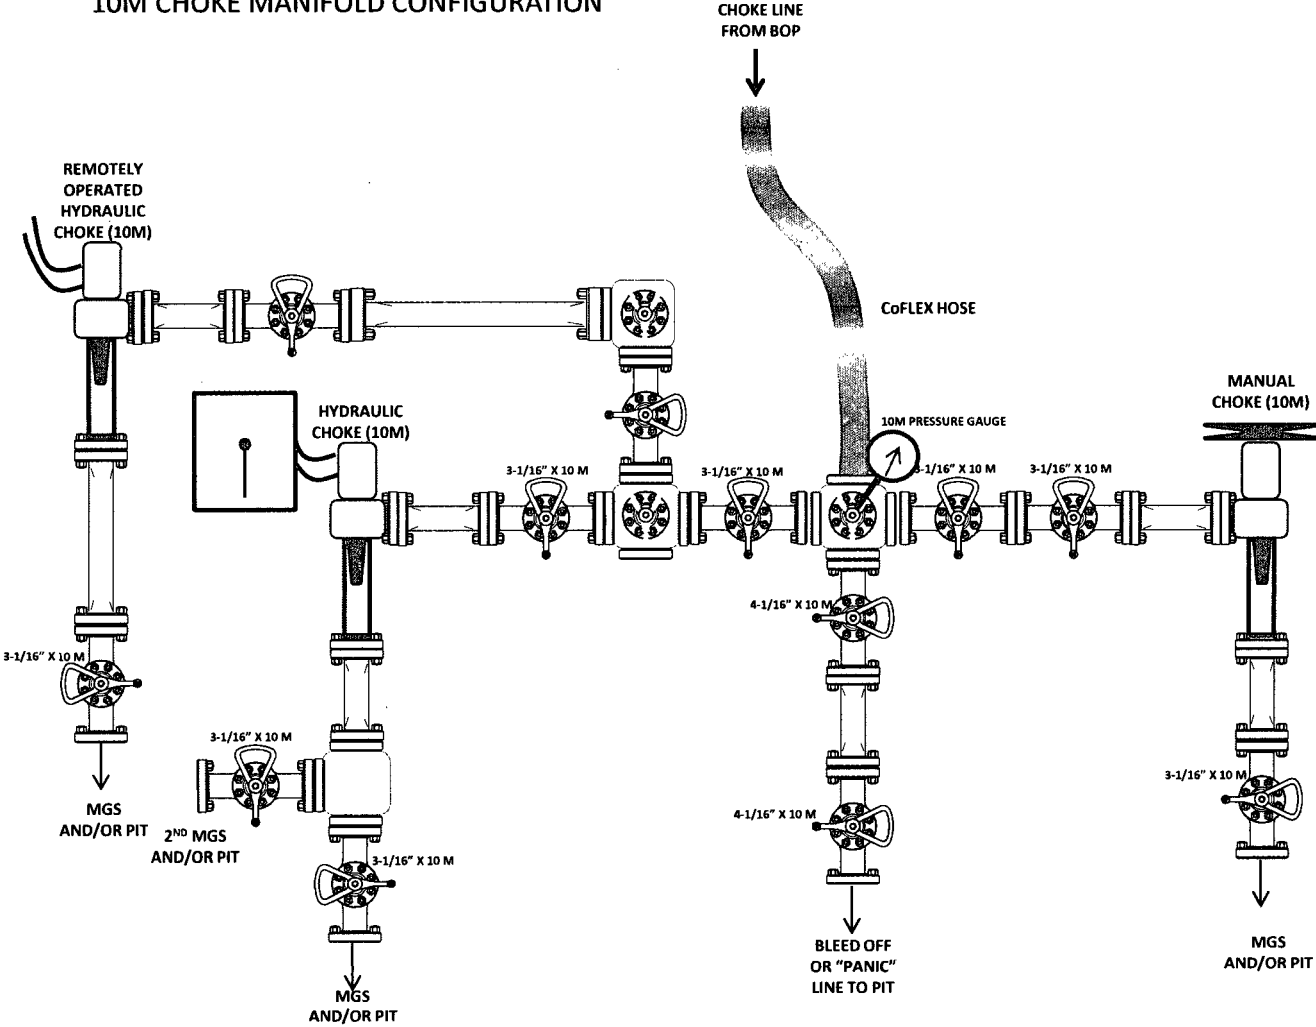 10M CHOKE MANIFOLD CONFIGURATION
CHOKE LINE
FROM BOP
REMOTELY
OPERATED
HYDRAULIC
CHOKE (10M)
CoFLEX HOSE
MANUAL
CHOKE (10M)
HYDRAULIC
CHOKE (10M)
10M PRESSURE GAUGE
3-1/16" X 10 M
3-1/16" X 10 M
3-1/16" X 10 M
3-1/16" X 10 M
4-1/16" X 10 M
3-1/16" X 10 M
3-1/16" X 10 M
3-1/16" X 10 M
4-1/16" X 10 M
MGS
AND/OR PIT
2ND MGS
AND/OR PIT
3-1/16" X 10 M
BLEED OFF
OR "PANIC"
LINE TO PIT
MGS
AND/OR PIT
MGS
AND/OR PIT